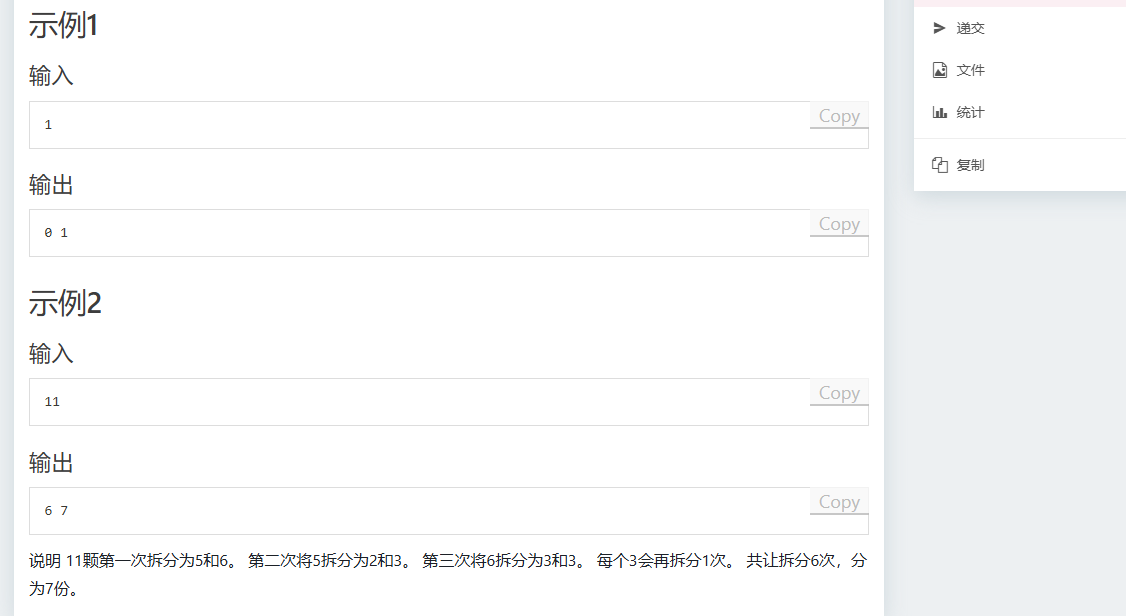 示例1
输入
Copy
1
输出
Copy
0 1
示例2
输入
Copy
11
输出
Copy
6 7
说明 11颗第一次拆分为5和6。 第二次将5拆分为2和3。 第三次将6拆分为3和3。 每个3会再拆分1次。 共让拆分6次，分
为7份。
递交
文件
统计
复制